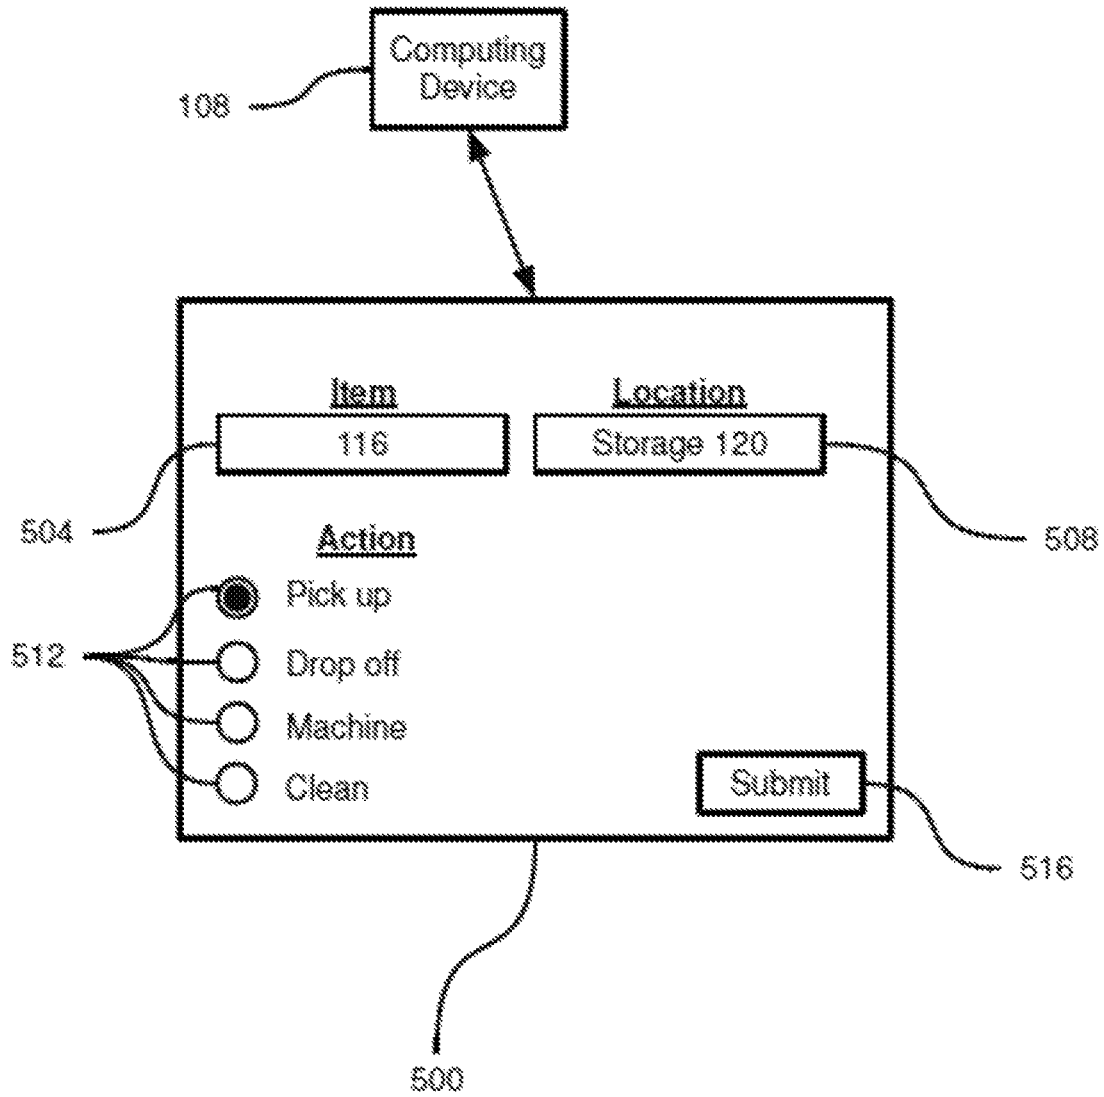 Computing
Device
108
Item
Location
116
Storage 120
504
508
Action
Pick up
512
Drop off
Machine
Clean
Submit
516
500